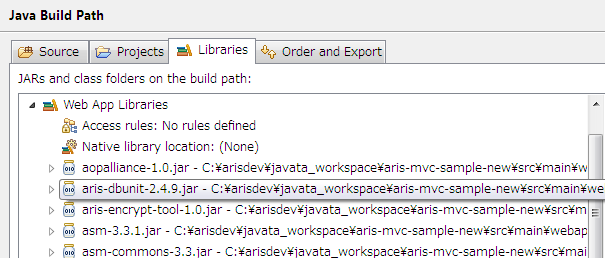 Java Build Path
Source Projects Libraries Order and Export
JARs and class folders on the build path:
Web App Libraries
Access rules: No rules defined
Native library location: (None)
aopalliance-1.0.jar - C:¥arisdev¥javata_workspace¥aris-mvc-sample-new¥src¥main¥w
aris-dbunit-2.4.9.jar - C:¥arisdev¥javata_workspace¥aris-mvc-sample-new¥src¥main¥we
aris-encrypt-tool-1.0.jar - C:¥arisdev¥javata_workspace¥aris-mvc-sample-new¥src¥m
asm-3.3.1.jar - C:¥arisdev¥javata_workspace¥aris-mvc-sample-new¥src¥main¥webap
asm-commons-3.3.jar - C:¥arisdev¥javata_workspace¥aris-mvc-sample-new¥src¥main